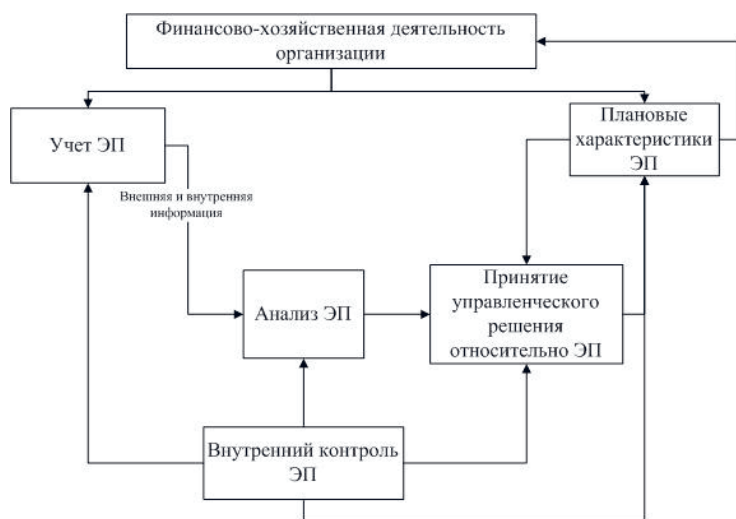 Финансово-хозяйственная деятельность
организации
Учет ЭП
Плановые
характеристики
ЭП
Внешняя и внутренняя
информация
Анализ ЭП
Принятие
управленческого
решения
относительно ЭП
Внутренний контроль
ЭП